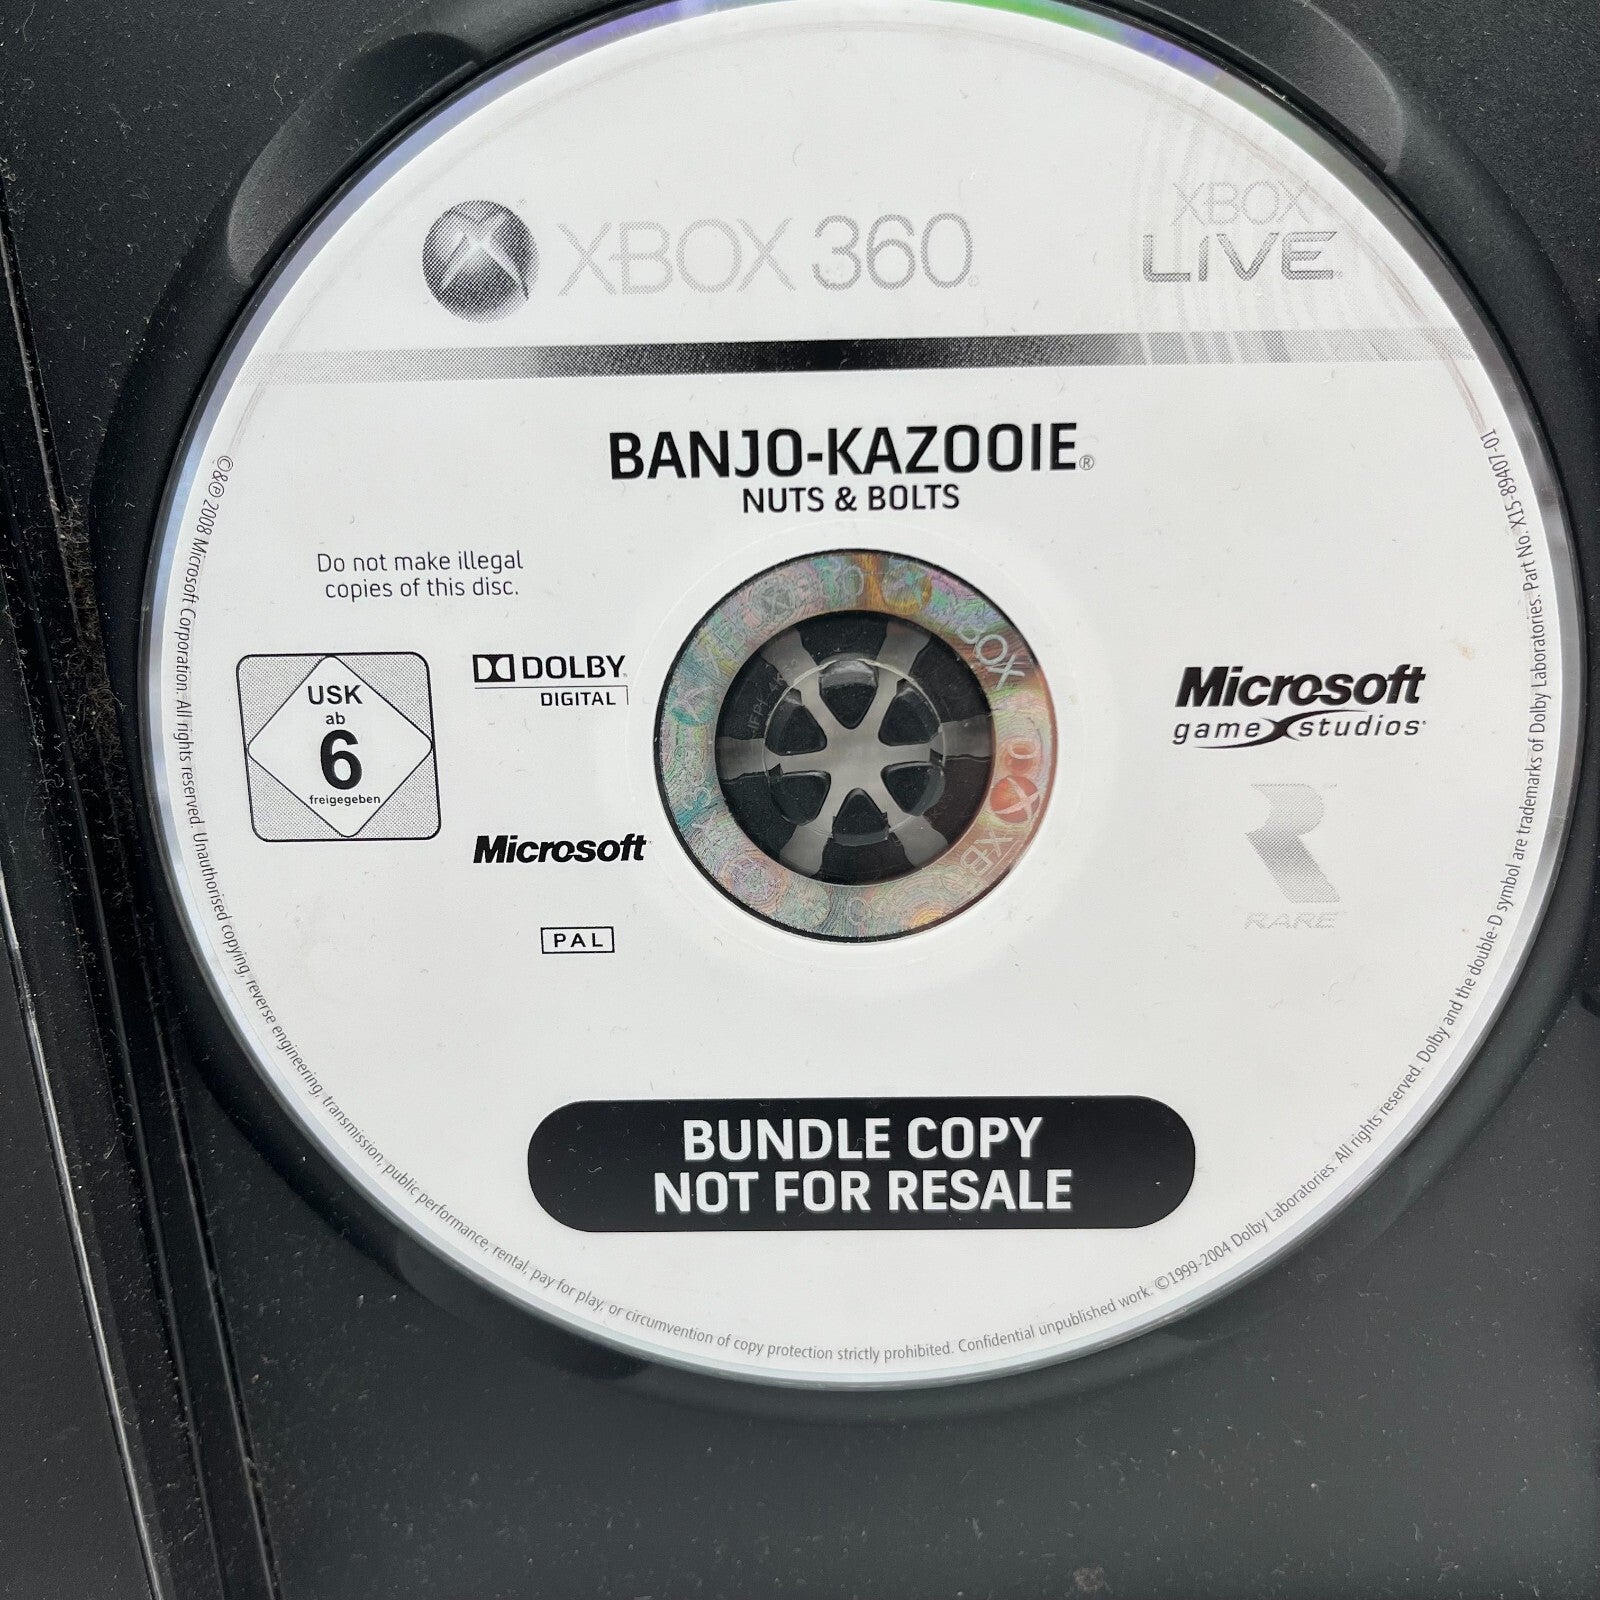 XBOX 360
XBOX
LIVE
BANJO-KAZOOIE®
NUTS & BOLTS
Do not make illegal
copies of this disc.
USK
ab
6
freigegeben
DOLBY
DIGITAL
Microsoft
PAL
Microsoft
game studios
RARE
BUNDLE COPY
NOT FOR RESALE
©&℗ 2008 Microsoft Corporation. All rights reserved. Unauthorised copying, reverse engineering, transmission, public performance, rental, pay for play, or circumvention of copy protection strictly prohibited. Confidential unpublished work. ©1999-2004 Dolby Laboratories. All rights reserved. Dolby and the double-D symbol are trademarks of Dolby Laboratories. Part No. X15-89407-01